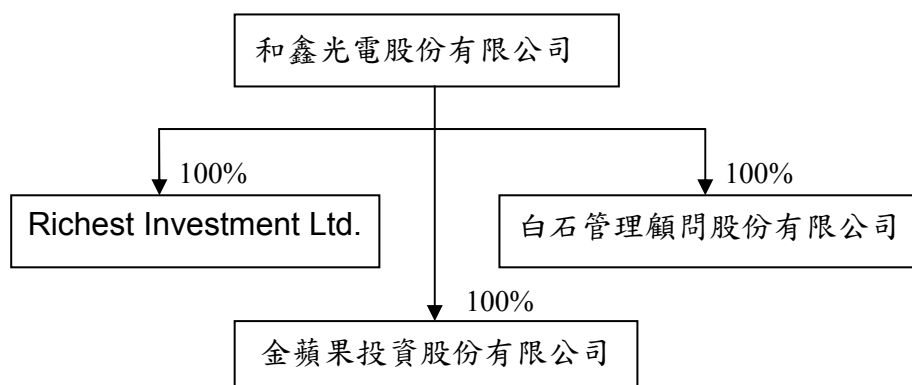 和鑫光電股份有限公司
100%
100%
Richest Investment Ltd.
白石管理顧問股份有限公司
100%
金蘋果投資股份有限公司